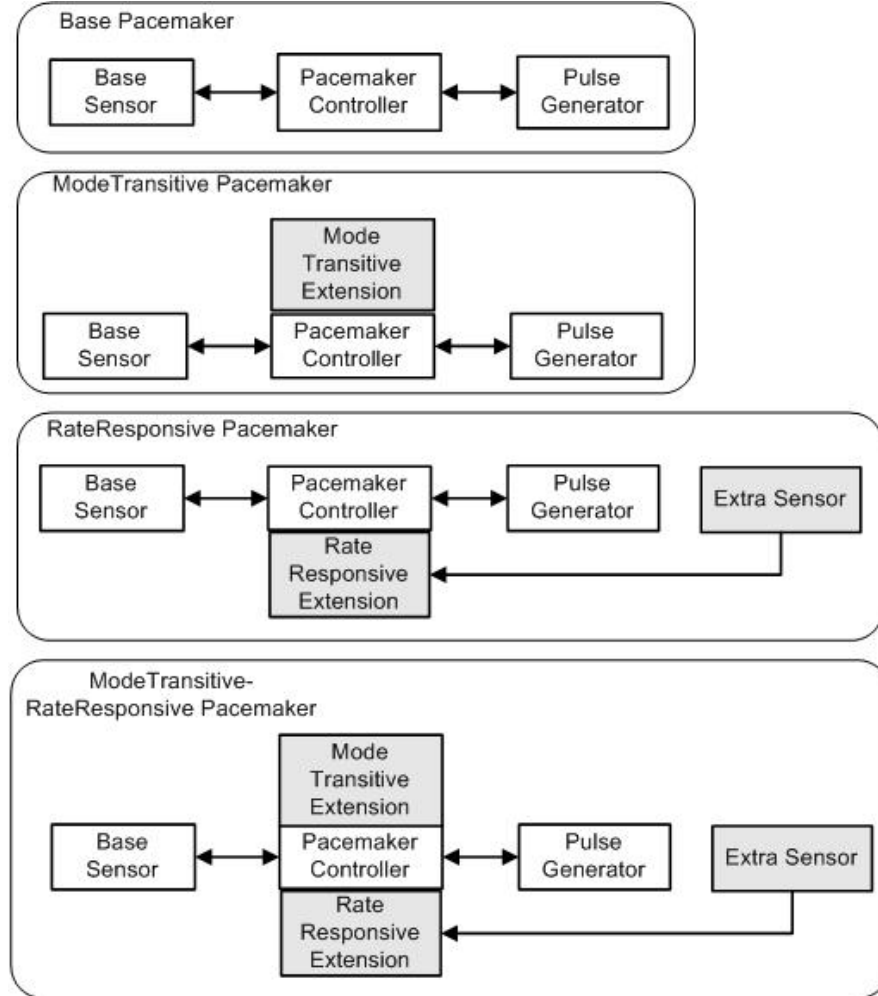 Base Pacemaker
Base
Sensor
Pacemaker
Controller
Pulse
Generator
ModeTransitive Pacemaker
Mode
Transitive
Extension
Base
Sensor
Pacemaker
Controller
Pulse
Generator
RateResponsive Pacemaker
Base
Sensor
Pacemaker
Controller
Pulse
Generator
Extra Sensor
Rate
Responsive
Extension
ModeTransitive-
RateResponsive Pacemaker
Mode
Transitive
Extension
Base
Sensor
Pacemaker
Controller
Pulse
Generator
Extra Sensor
Rate
Responsive
Extension